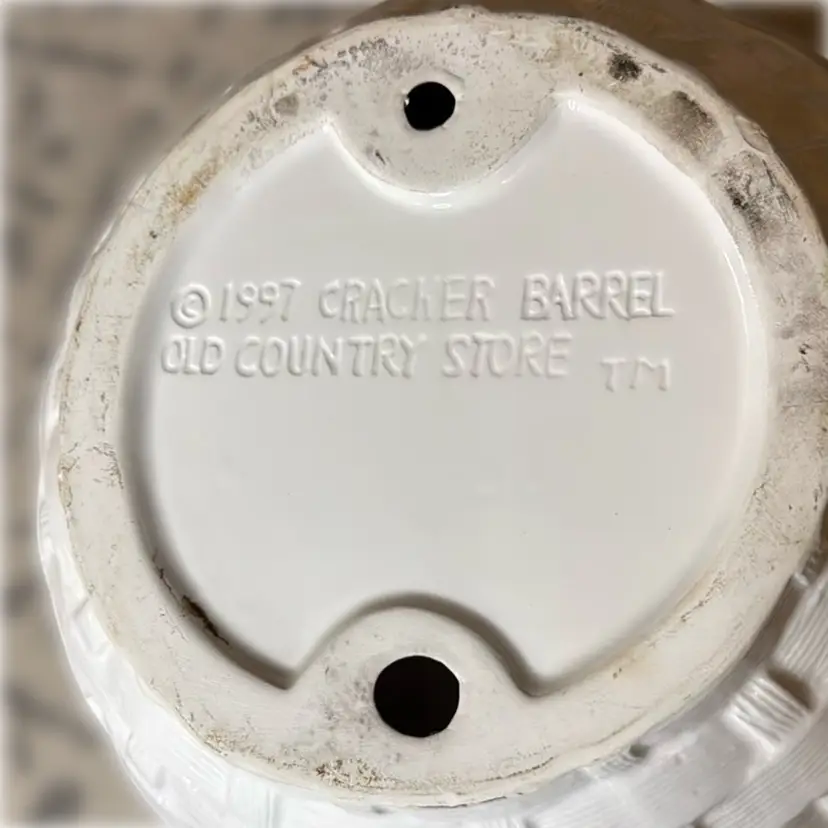 © 1997 CRACKER BARREL
OLD COUNTRY STORE TM